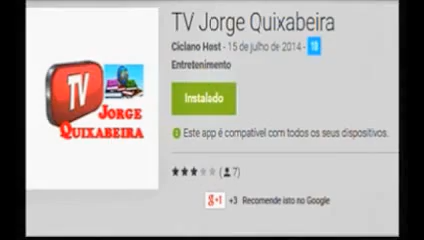 TV Jorge Quixabeira
Ciclano Host - 15 de julho de 2014 - 18
Entretenimento
TV
JORGE
QUIXABEIRA
Instalado
Este app é compatível com todos os seus dispositivos.
(7)
g+1 +3 Recomende isto no Google